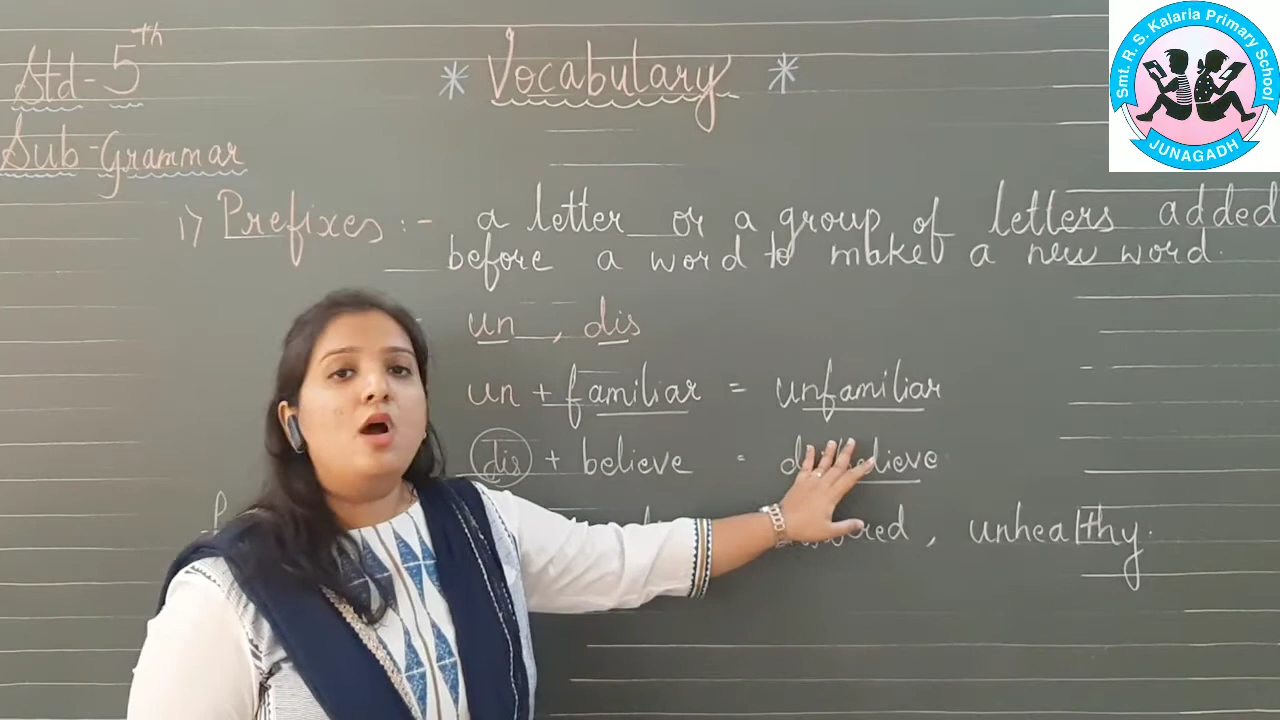 Std-5th
* Vocabulary *
Sub-Grammar
1) Prefixes :- a letter or a group of letters added
before a word to make a new word.
un, dis
un + familiar = unfamiliar
dis + believe =
, unhealthy.
Smt. R. S. Kalaria Primary School
JUNAGADH